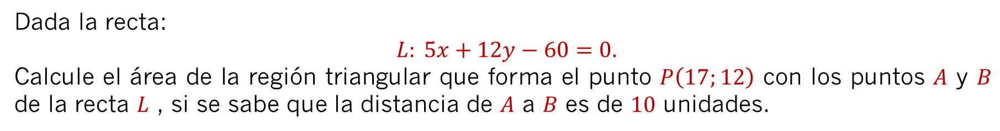 Dada la recta:
L: 5x + 12y − 60 = 0.
Calcule el área de la región triangular que forma el punto P(17; 12) con los puntos A y B
de la recta L , si se sabe que la distancia de A a B es de 10 unidades.